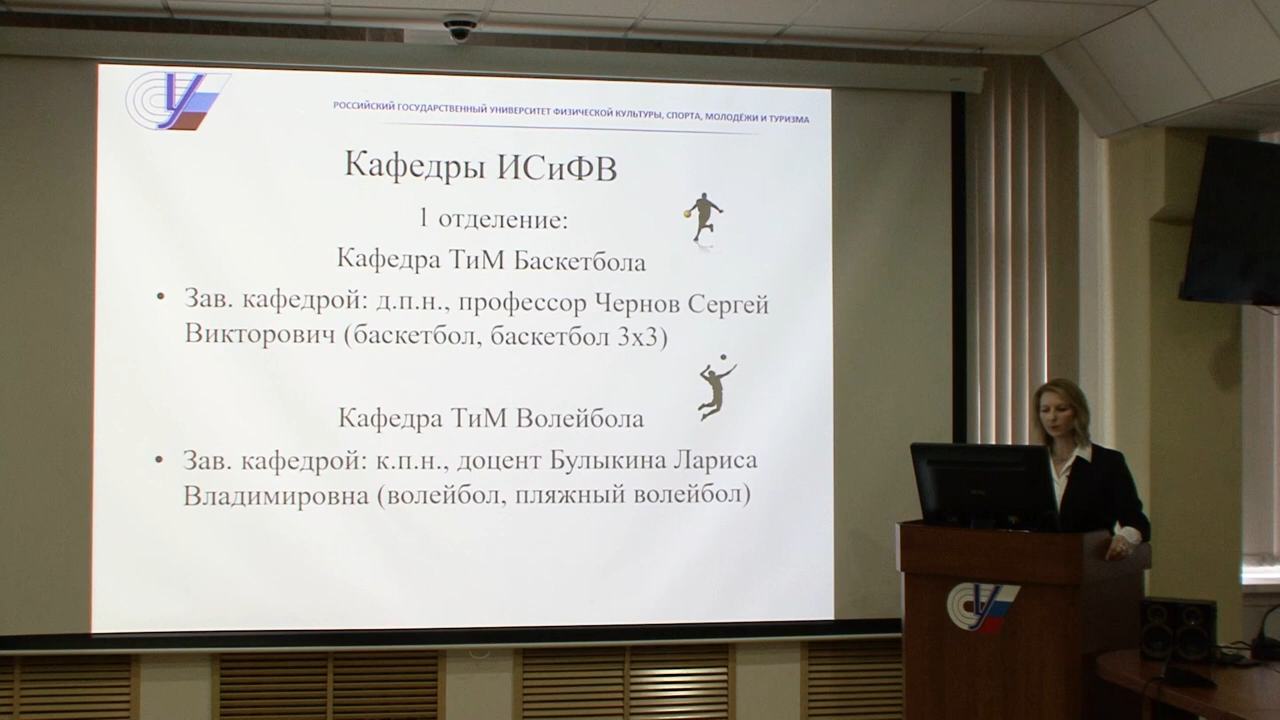 РОССИЙСКИЙ ГОСУДАРСТВЕННЫЙ УНИВЕРСИТЕТ ФИЗИЧЕСКОЙ КУЛЬТУРЫ, СПОРТА, МОЛОДЁЖИ И ТУРИЗМА
Кафедры ИСиФВ
1 отделение:
Кафедра ТиМ Баскетбола
• Зав. кафедрой: д.п.н., профессор Чернов Сергей
Викторович (баскетбол, баскетбол 3х3)
Кафедра ТиМ Волейбола
• Зав. кафедрой: к.п.н., доцент Булыкина Лариса
Владимировна (волейбол, пляжный волейбол)